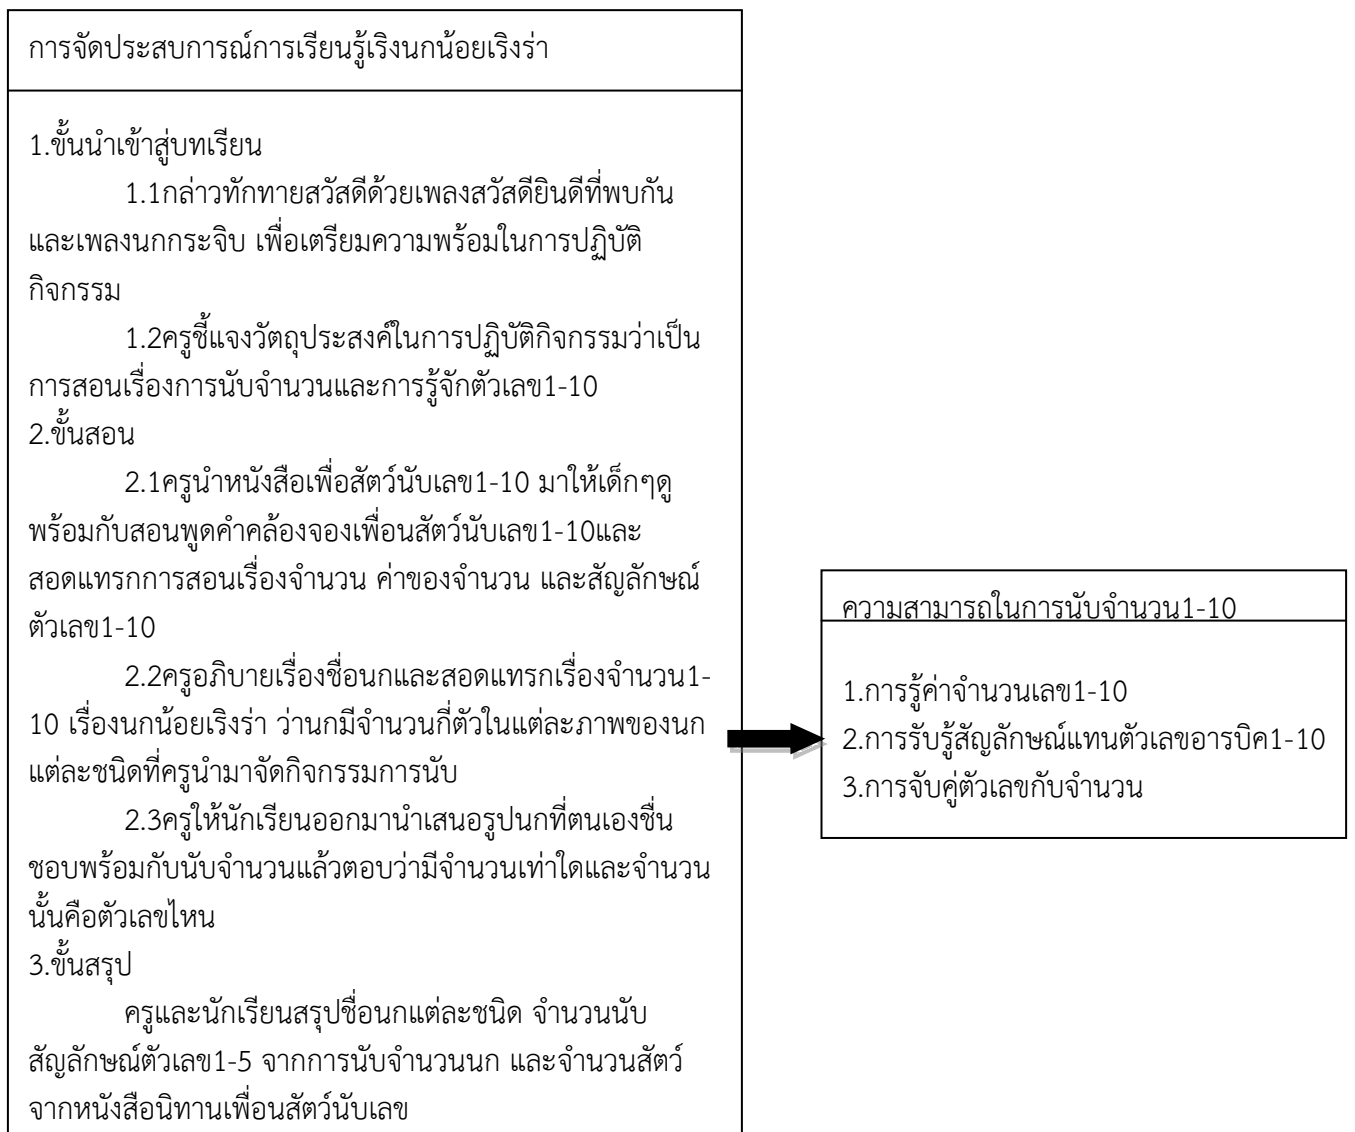 การจัดประสบการณ์การเรียนรู้เริงนกน้อยเริงร่า
1.ขั้นนำเข้าสู่บทเรียน
1.1กล่าวทักทายสวัสดีด้วยเพลงสวัสดียินดีที่พบกัน
และเพลงนกกระจิบ เพื่อเตรียมความพร้อมในการปฏิบัติ
กิจกรรม
1.2ครูชี้แจงวัตถุประสงค์ในการปฏิบัติกิจกรรมว่าเป็น
การสอนเรื่องการนับจำนวนและการรู้จักตัวเลข1-10
2.ขั้นสอน
2.1ครูนำหนังสือเพื่อสัตว์นับเลข1-10 มาให้เด็กๆดู
พร้อมกับสอนพูดคำคล้องจองเพื่อนสัตว์นับเลข1-10และ
สอดแทรกการสอนเรื่องจำนวน ค่าของจำนวน และสัญลักษณ์
ตัวเลข1-10
2.2ครูอภิบายเรื่องชื่อนกและสอดแทรกเรื่องจำนวน1-
10 เรื่องนกน้อยเริงร่า ว่านกมีจำนวนกี่ตัวในแต่ละภาพของนก
แต่ละชนิดที่ครูนำมาจัดกิจกรรมการนับ
2.3ครูให้นักเรียนออกมานำเสนอรูปนกที่ตนเองชื่น
ชอบพร้อมกับนับจำนวนแล้วตอบว่ามีจำนวนเท่าใดและจำนวน
นั้นคือตัวเลขไหน
3.ขั้นสรุป
ครูและนักเรียนสรุปชื่อนกแต่ละชนิด จำนวนนับ
สัญลักษณ์ตัวเลข1-5 จากการนับจำนวนนก และจำนวนสัตว์
จากหนังสือนิทานเพื่อนสัตว์นับเลข
ความสามารถในการนับจำนวน1-10
1.การรู้ค่าจำนวนเลข1-10
2.การรับรู้สัญลักษณ์แทนตัวเลขอารบิค1-10
3.การจับคู่ตัวเลขกับจำนวน